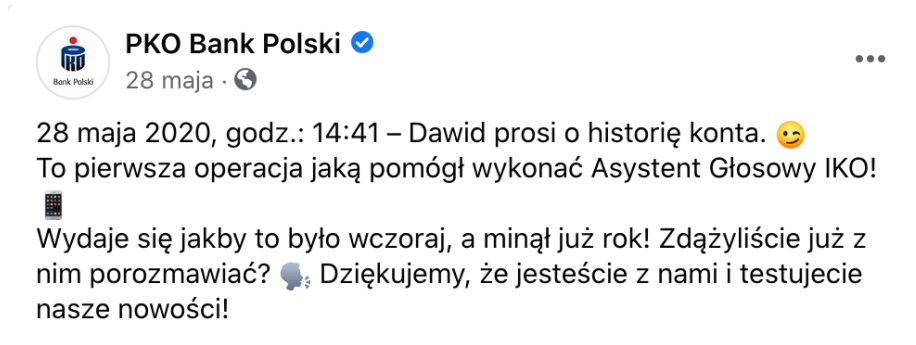 PKO Bank Polski
Bank Polski
28 maja ·
28 maja 2020, godz.: 14:41 – Dawid prosi o historię konta. 😉
To pierwsza operacja jaką pomógł wykonać Asystent Głosowy IKO!
📱
Wydaje się jakby to było wczoraj, a minął już rok! Zdążyliście już z
nim porozmawiać? 🗣 Dziękujemy, że jesteście z nami i testujecie
nasze nowości!